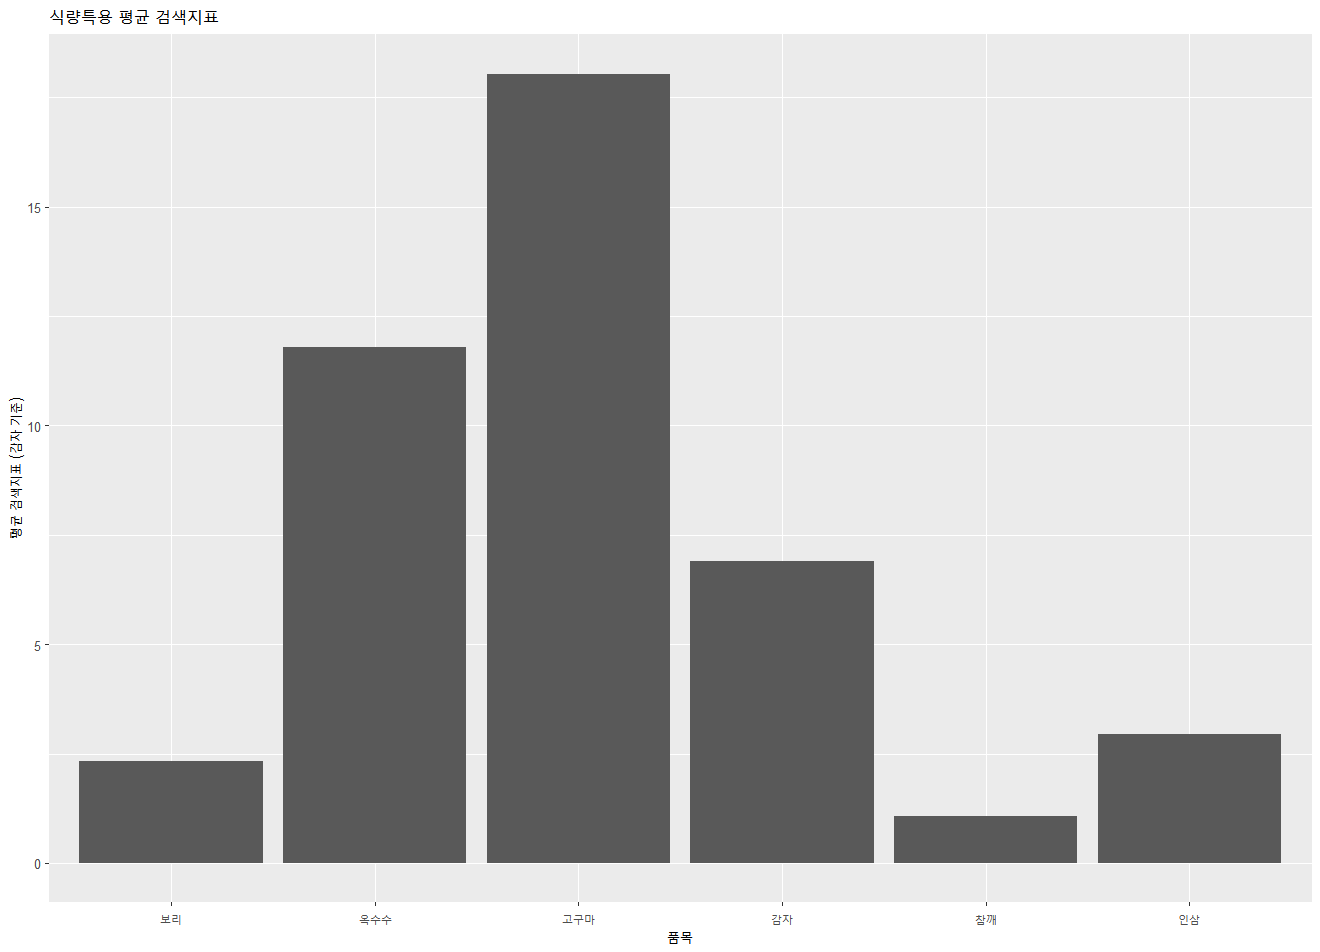 식량특용 평균 검색지표
평균 검색지표 (감자 기준)
15
10
5
0
보리
옥수수
고구마
감자
참깨
인삼
품목